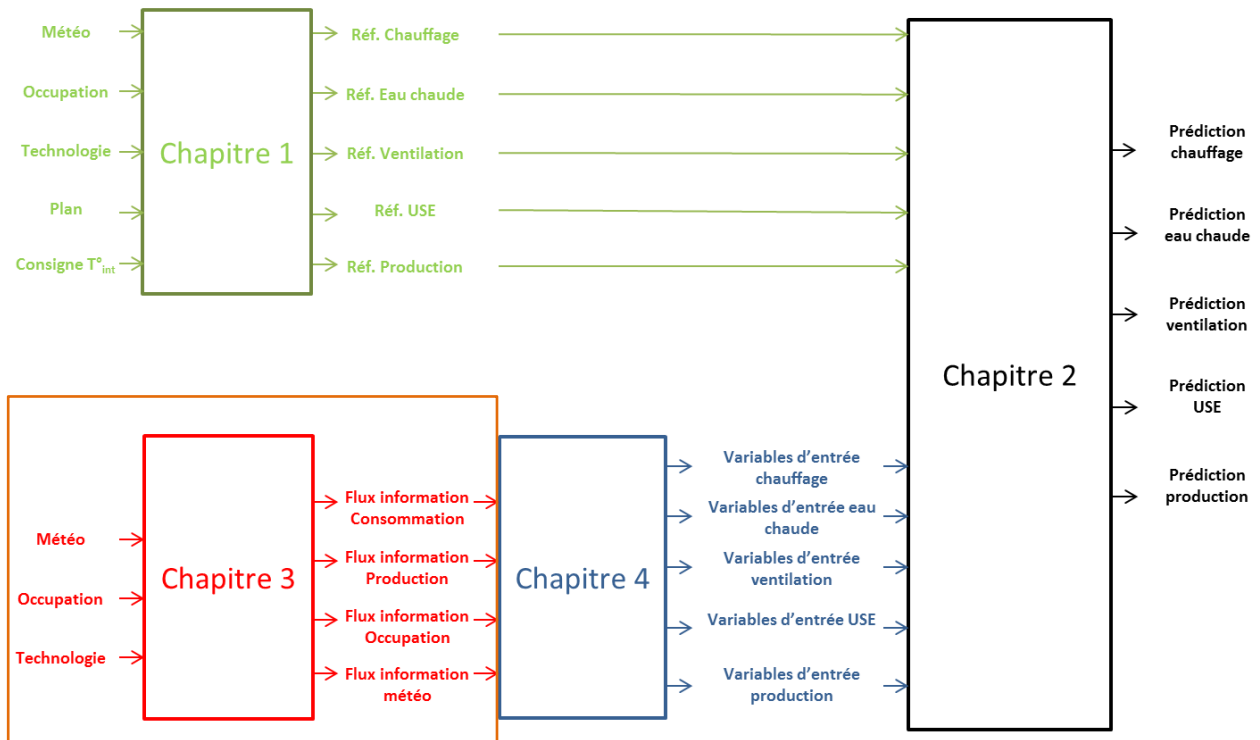 Météo
Occupation
Technologie
Plan
Consigne T°int
Chapitre 1
Réf. Chauffage
Réf. Eau chaude
Réf. Ventilation
Réf. USE
Réf. Production
Météo
Occupation
Technologie
Chapitre 3
Flux information
Consommation
Flux information
Production
Flux information
Occupation
Flux information
météo
Chapitre 4
Variables d’entrée
chauffage
Variables d’entrée eau
chaude
Variables d’entrée
ventilation
Variables d’entrée USE
Variables d’entrée
production
Chapitre 2
Prédiction
chauffage
Prédiction
eau chaude
Prédiction
ventilation
Prédiction
USE
Prédiction
production